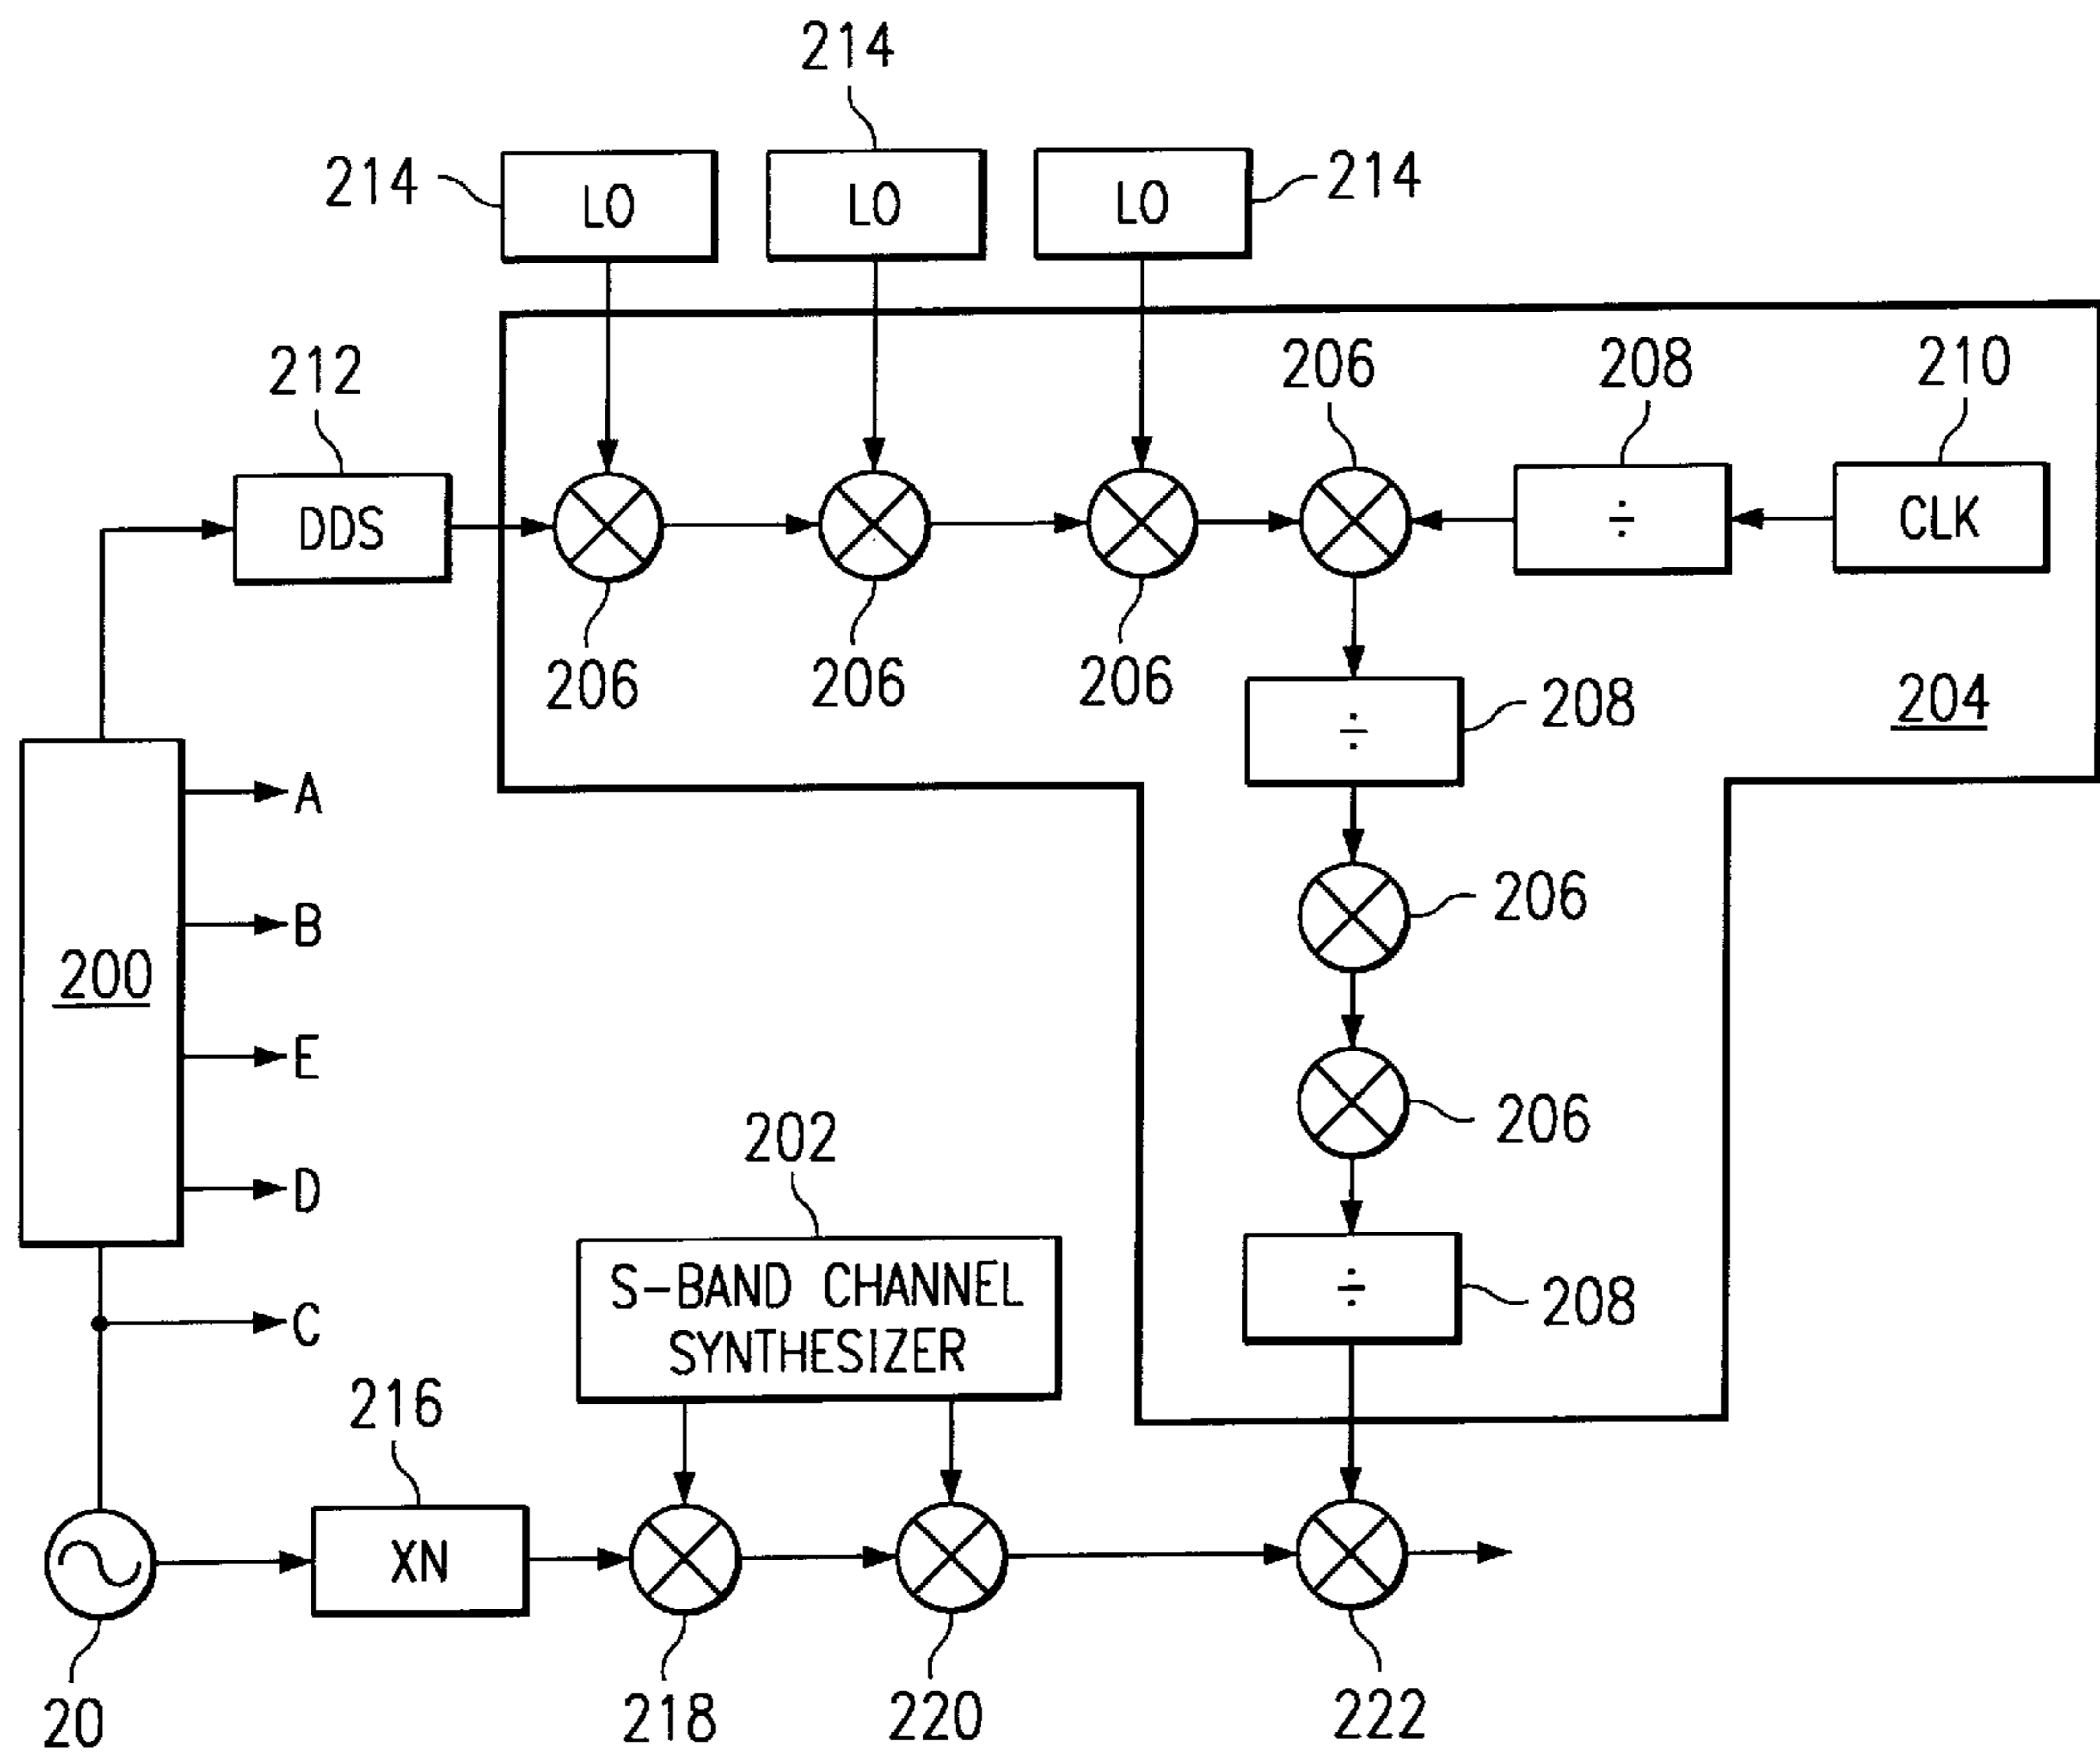 214
214
LO
LO
LO
214
212
206
208
210
DDS
÷
CLK
206
206
206
÷
208
204
A
B
206
200
E
206
D
202
S-BAND CHANNEL
SYNTHESIZER
÷
208
C
216
XN
20
218
220
222